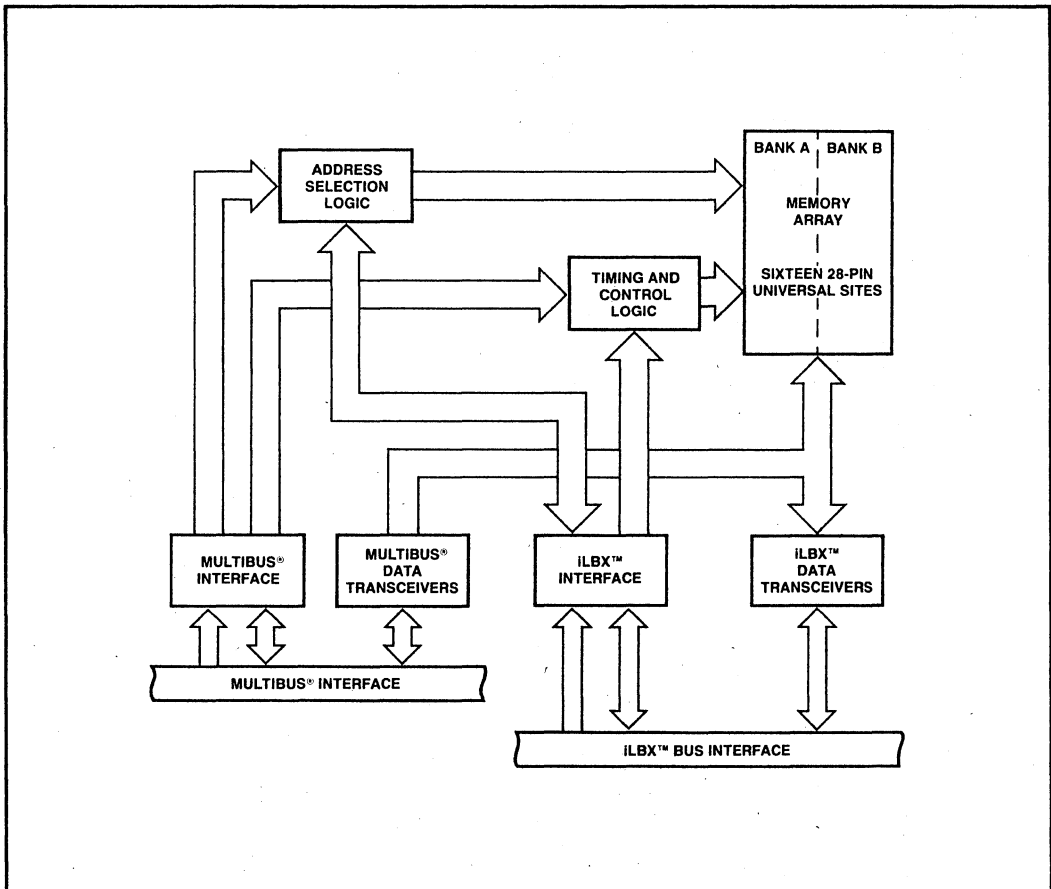 ADDRESS
SELECTION
LOGIC
BANK A
BANK B
MEMORY
ARRAY
SIXTEEN 28-PIN
UNIVERSAL SITES
TIMING AND
CONTROL
LOGIC
MULTIBUS®
INTERFACE
MULTIBUS®
DATA
TRANSCEIVERS
iLBX™
INTERFACE
iLBX™
DATA
TRANSCEIVERS
MULTIBUS® INTERFACE
iLBX™ BUS INTERFACE